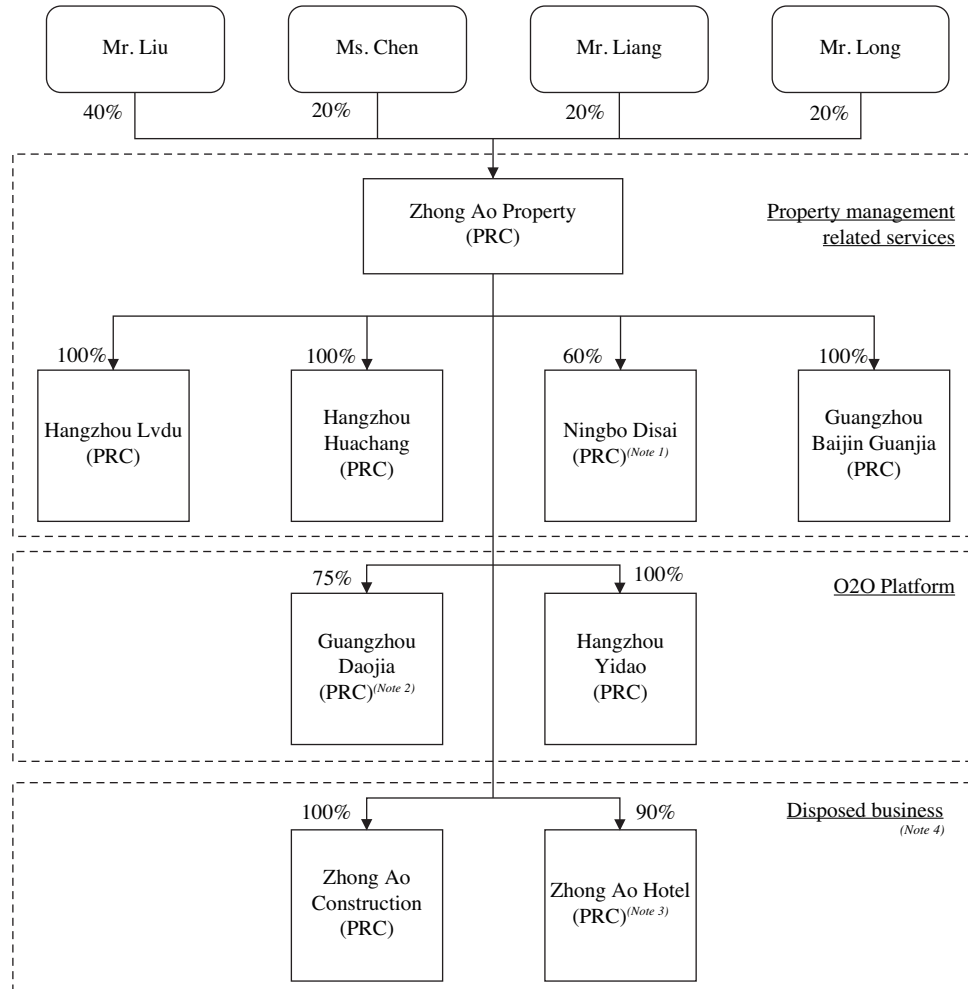 Mr. Liu
Ms. Chen
Mr. Liang
Mr. Long
40%
20%
20%
20%
Zhong Ao Property
(PRC)
Property management
related services
100%
100%
60%
100%
Hangzhou Lvdu
(PRC)
Hangzhou
Huachang
(PRC)
Ningbo Disai
(PRC)(Note 1)
Guangzhou
Baijin Guanjia
(PRC)
O2O Platform
75%
100%
Guangzhou
Daojia
(PRC)(Note 2)
Hangzhou
Yidao
(PRC)
Disposed business
(Note 4)
100%
90%
Zhong Ao
Construction
(PRC)
Zhong Ao Hotel
(PRC)(Note 3)